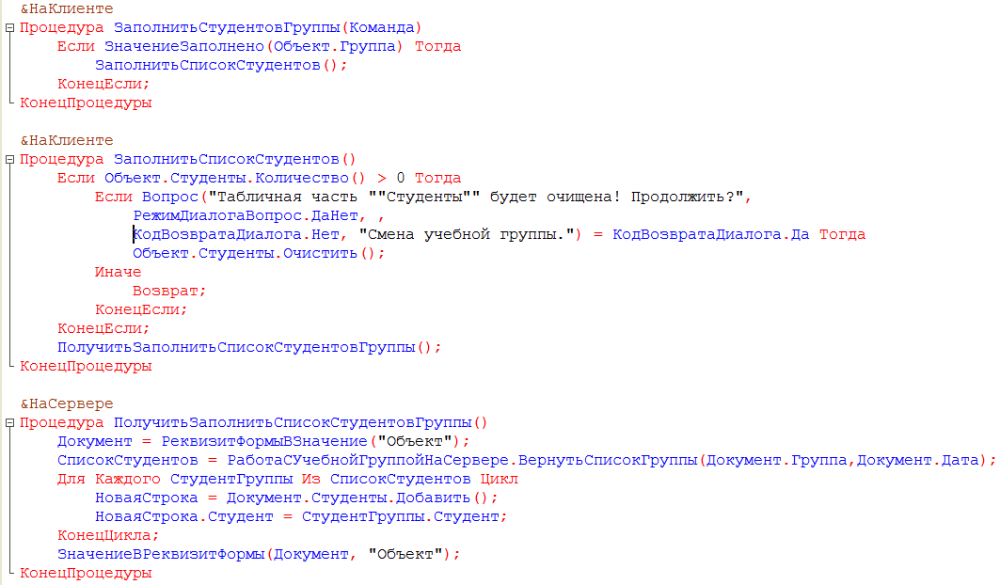 &НаКлиенте
Процедура ЗаполнитьСтудентовГруппы(Команда)
Если ЗначениеЗаполнено(Объект.Группа) Тогда
ЗаполнитьСписокСтудентов();
КонецЕсли;
КонецПроцедуры
&НаКлиенте
Процедура ЗаполнитьСписокСтудентов()
Если Объект.Студенты.Количество() > 0 Тогда
Если Вопрос("Табличная часть ""Студенты"" будет очищена! Продолжить?",
РежимДиалогаВопрос.ДаНет, ,
КодВозвратаДиалога.Нет, "Смена учебной группы.") = КодВозвратаДиалога.Да Тогда
Объект.Студенты.Очистить();
Иначе
Возврат;
КонецЕсли;
КонецЕсли;
ПолучитьЗаполнитьСписокСтудентовГруппы();
КонецПроцедуры
&НаСервере
Процедура ПолучитьЗаполнитьСписокСтудентовГруппы()
Документ = РеквизитФормыВЗначение("Объект");
СписокСтудентов = РаботаСУчебнойГруппойНаСервере.ВернутьСписокГруппы(Документ.Группа,Документ.Дата);
Для Каждого СтудентГруппы Из СписокСтудентов Цикл
НоваяСтрока = Документ.Студенты.Добавить();
НоваяСтрока.Студент = СтудентГруппы.Студент;
КонецЦикла;
ЗначениеВРеквизитФормы(Документ, "Объект");
КонецПроцедуры